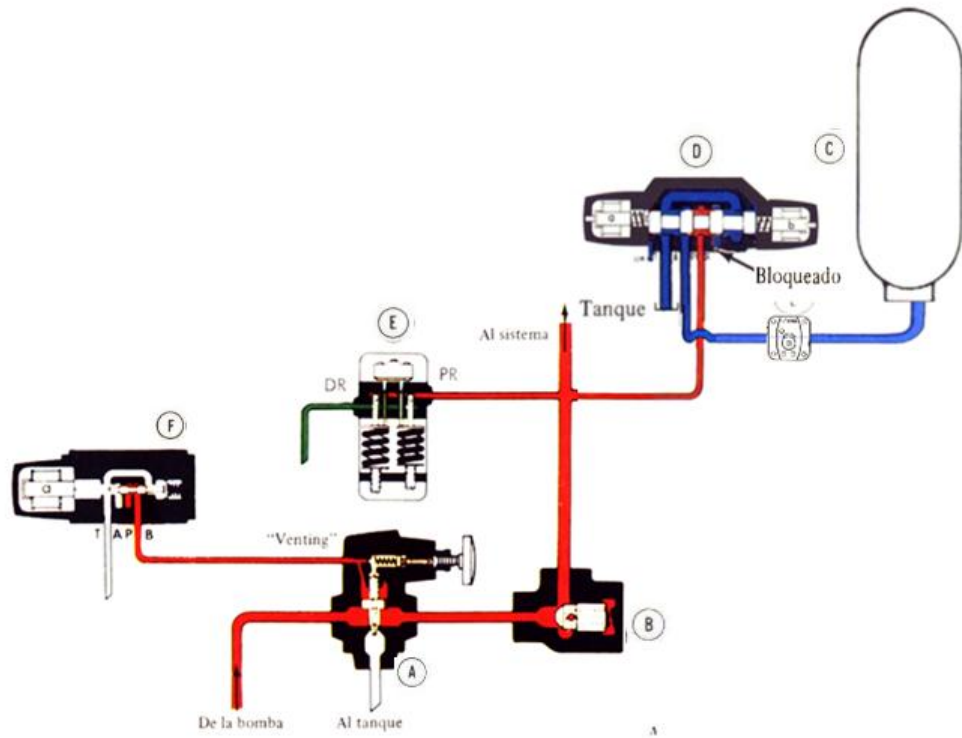 D
C
a
b
Bloqueado
Tanque
E
Al sistema
DR
PR
F
a
T A P B
"Venting"
B
A
De la bomba
Al tanque
A